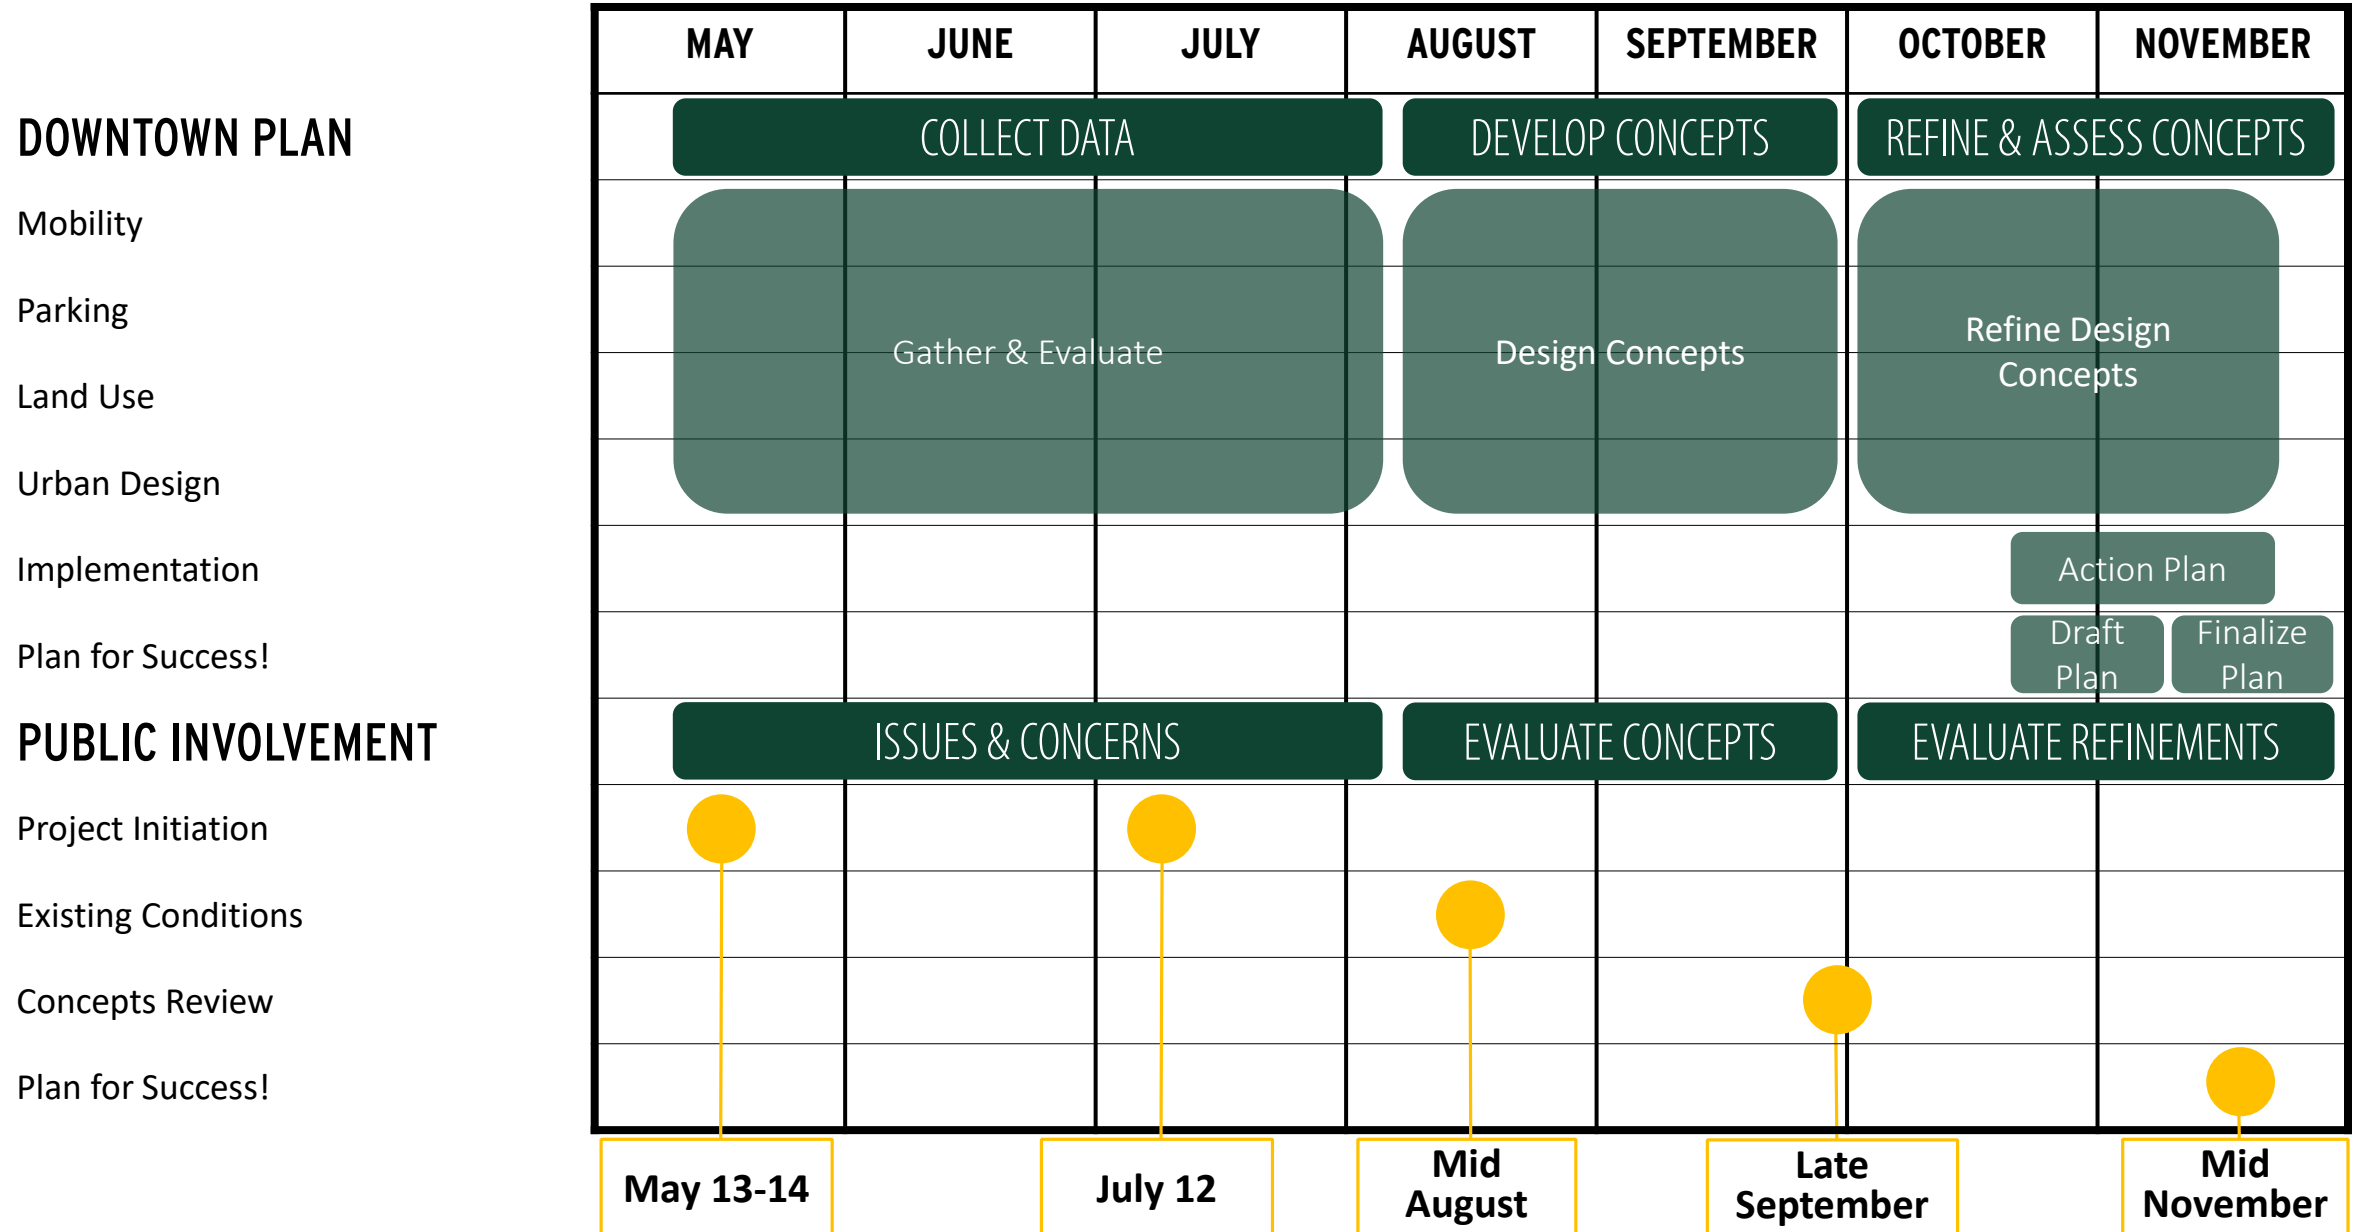 MAY JUNE JULY AUGUST SEPTEMBER OCTOBER NOVEMBER
DOWNTOWN PLAN
COLLECT DATA
DEVELOP CONCEPTS
REFINE & ASSESS CONCEPTS
Mobility
Parking
Land Use
Urban Design
Gather & Evaluate
Design Concepts
Refine Design
Concepts
Implementation
Action Plan
Plan for Success!
Draft
Plan
Finalize
Plan
PUBLIC INVOLVEMENT
ISSUES & CONCERNS
EVALUATE CONCEPTS
EVALUATE REFINEMENTS
Project Initiation
Existing Conditions
Concepts Review
Plan for Success!
May 13-14
July 12
Mid
August
Late
September
Mid
November